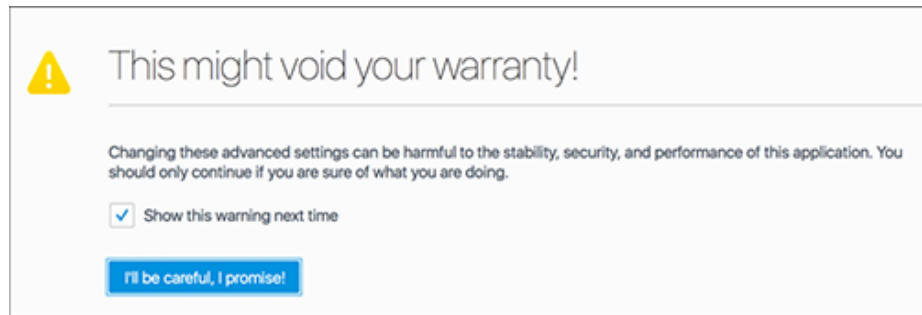 This might void your warranty!
Changing these advanced settings can be harmful to the stability, security, and performance of this application. You
should only continue if you are sure of what you are doing.
Show this warning next time
I'll be careful, I promise!